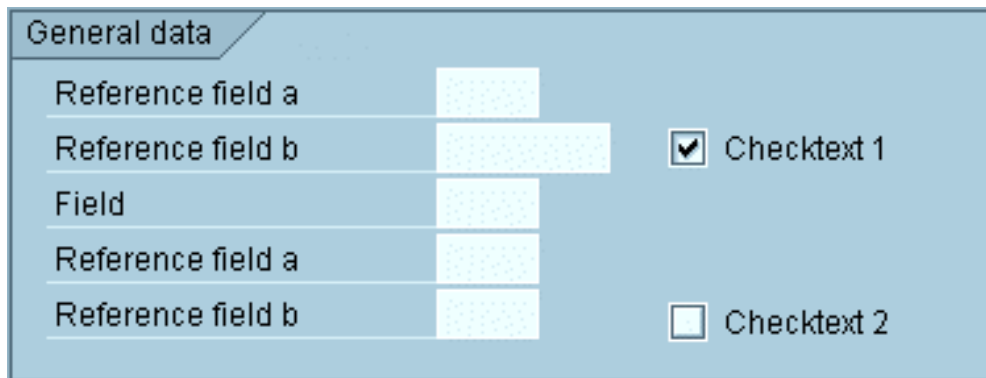 General data
Reference field a
Reference field b Checktext 1
Field
Reference field a
Reference field b Checktext 2